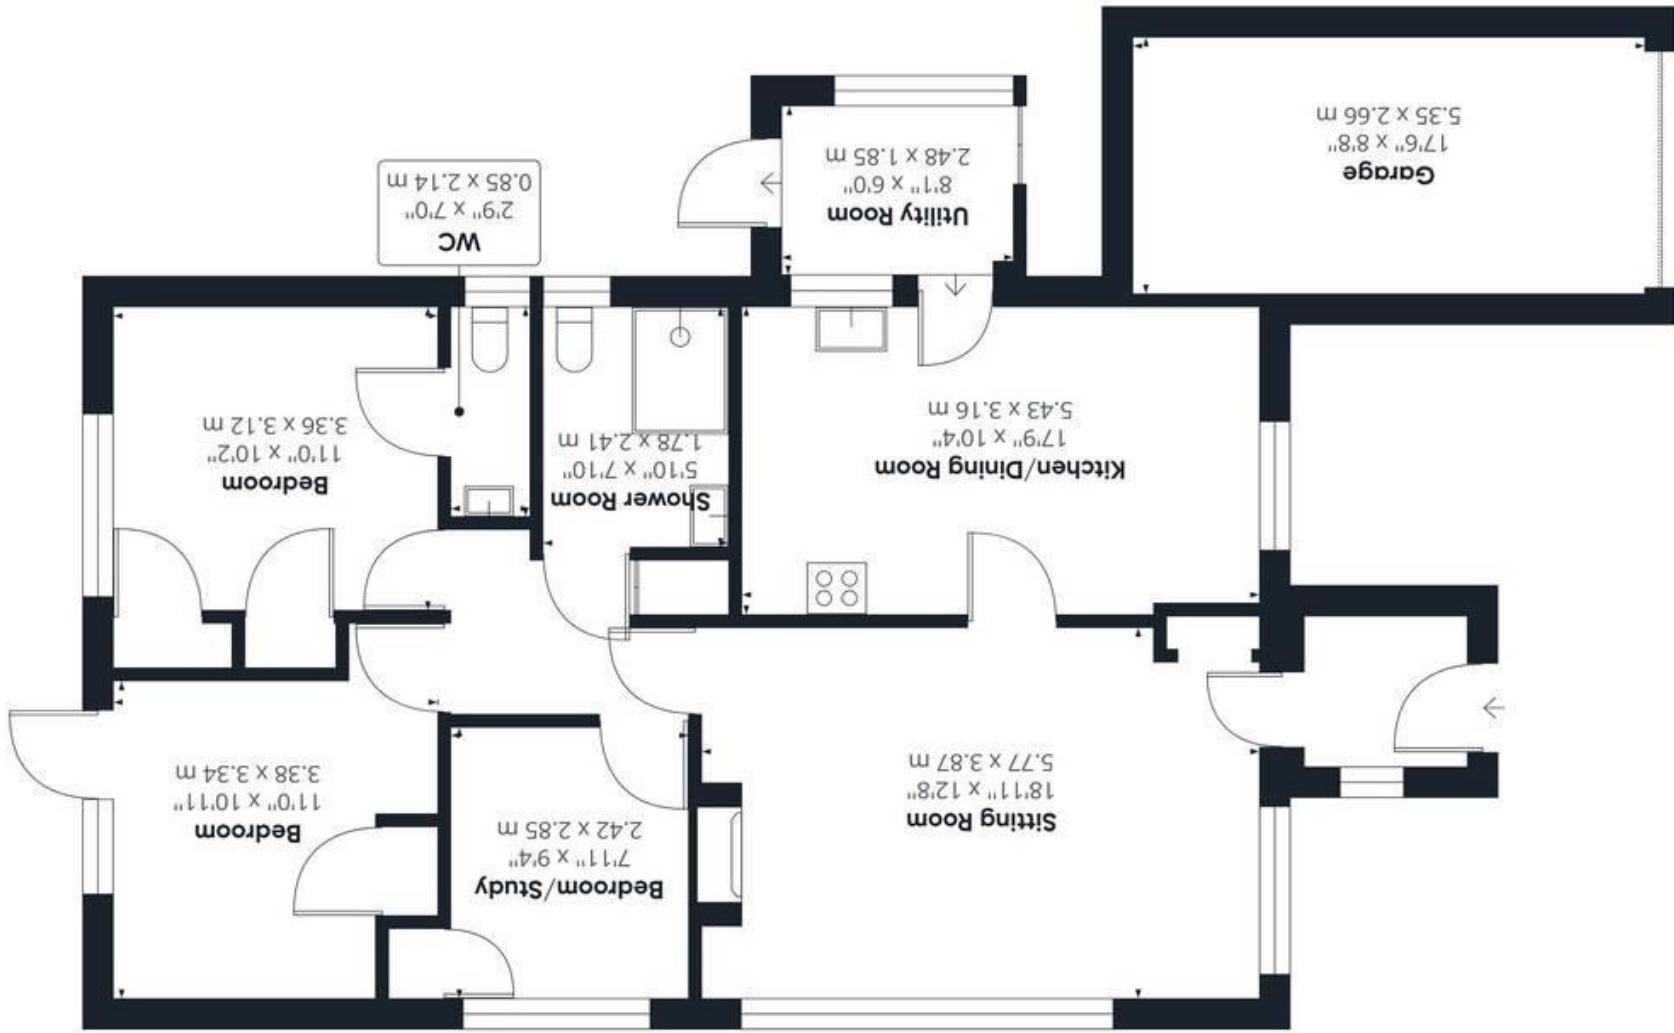 Sitting Room
18'11" x 12'8"
5.77 x 3.87 m
Bedroom/Study
7'11" x 9'4"
2.42 x 2.85 m
Bedroom
11'0" x 10'11"
3.38 x 3.34 m
Kitchen/Dining Room
17'9" x 10'4"
5.43 x 3.16 m
Shower Room
5'10" x 7'10"
1.78 x 2.41 m
Bedroom
11'0" x 10'2"
3.36 x 3.12 m
WC
2'9" x 7'0"
0.85 x 2.14 m
Garage
17'6" x 8'8"
5.35 x 2.66 m
Utility Room
8'1" x 6'0"
2.48 x 1.85 m